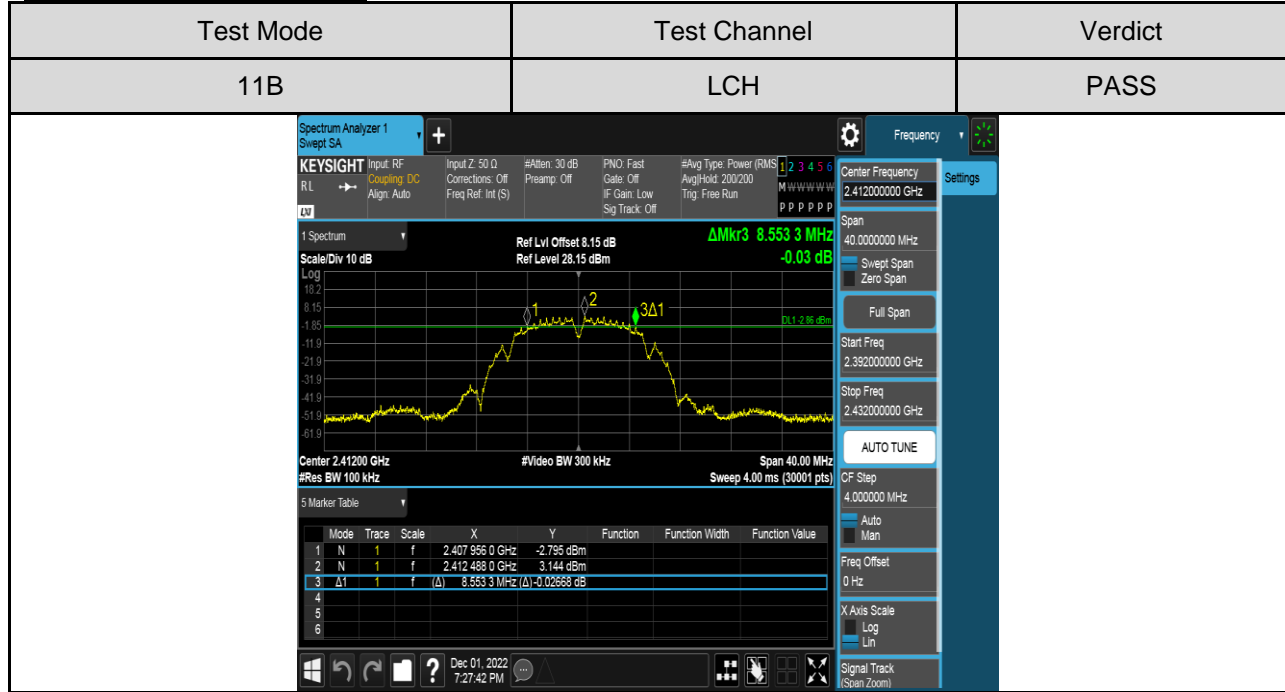 Test Mode Test Channel Verdict
11B LCH PASS
Spectrum Analyzer 1
Swept SA
+
Frequency
KEYSIGHT
RL
LXI
Input: RF
Coupling: DC
Align: Auto
Input Z: 50 Ω
Corrections: Off
Freq Ref: Int (S)
#Atten: 30 dB
Preamp: Off
PNO: Fast
Gate: Off
IF Gain: Low
Sig Track: Off
#Avg Type: Power (RMS
Avg|Hold: 200/200
Trig: Free Run
1 2 3 4 5 6
M W W W W W
P P P P P P
1 Spectrum
Scale/Div 10 dB
Ref Lvl Offset 8.15 dB
Ref Level 28.15 dBm
ΔMkr3 8.553 3 MHz
-0.03 dB
Log
18.2
8.15
-1.85
-11.9
-21.9
-31.9
-41.9
-51.9
-61.9
1
2
3Δ1
DL1 -2.86 dBm
Center 2.41200 GHz #Video BW 300 kHz Span 40.00 MHz
#Res BW 100 kHz Sweep 4.00 ms (30001 pts)
5 Marker Table
Mode Trace Scale X Y Function Function Width Function Value
1 N 1 f 2.407 956 0 GHz -2.795 dBm
2 N 1 f 2.412 488 0 GHz 3.144 dBm
3 Δ1 1 f (Δ) 8.553 3 MHz (Δ) -0.02668 dB
4
5
6
Dec 01, 2022
7:27:42 PM
?
Center Frequency
2.412000000 GHz
Settings
Span
40.0000000 MHz
Swept Span
Zero Span
Full Span
Start Freq
2.392000000 GHz
Stop Freq
2.432000000 GHz
AUTO TUNE
CF Step
4.000000 MHz
Auto
Man
Freq Offset
0 Hz
X Axis Scale
Log
Lin
Signal Track
(Span Zoom)